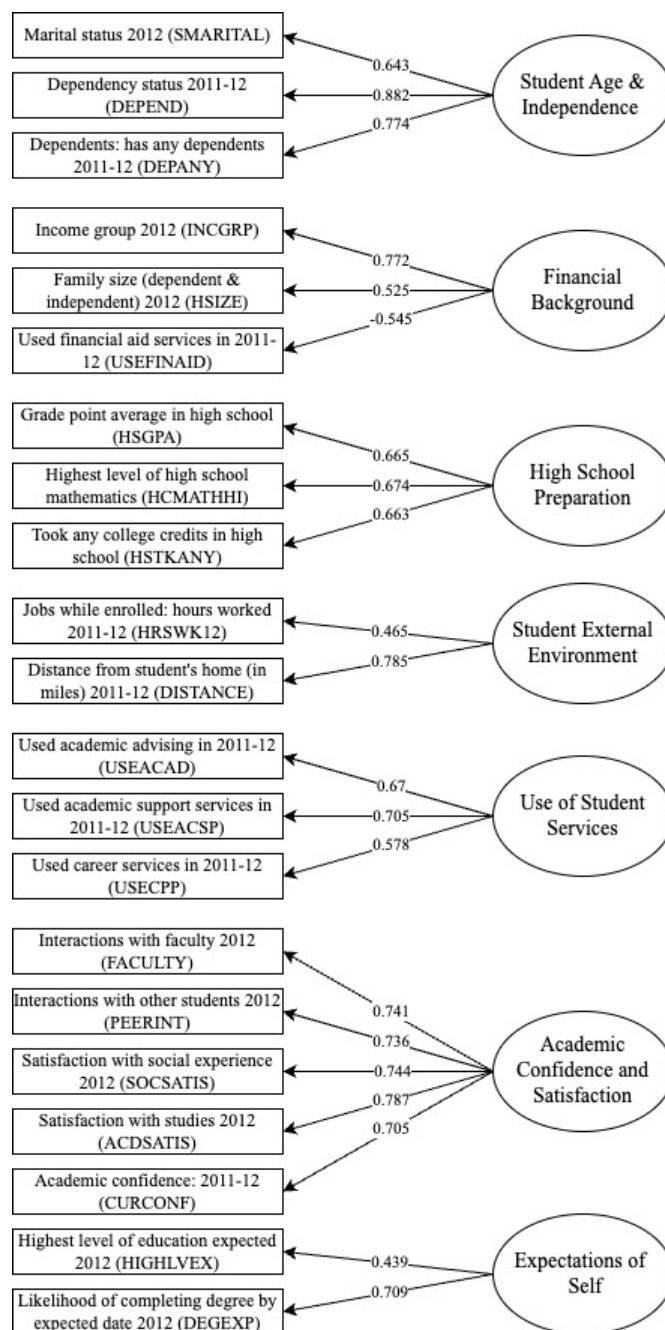 Marital status 2012 (SMARITAL)
0.643
Dependency status 2011-12
(DEPEND)
0.882
Dependents: has any dependents
2011-12 (DEPANY)
0.774
Student Age &
Independence
Income group 2012 (INCGRP)
0.772
Family size (dependent &
independent) 2012 (HSIZE)
0.525
Used financial aid services in 2011-
12 (USEFINAID)
-0.545
Financial
Background
Grade point average in high school
(HSGPA)
0.665
Highest level of high school
mathematics (HCMATHHI)
0.674
Took any college credits in high
school (HSTKANY)
0.663
High School
Preparation
Jobs while enrolled: hours worked
2011-12 (HRSWK12)
0.465
Distance from student's home (in
miles) 2011-12 (DISTANCE)
0.785
Student External
Environment
Used academic advising in 2011-12
(USEACAD)
0.67
Used academic support services in
2011-12 (USEACSP)
0.705
Used career services in 2011-12
(USECPP)
0.578
Use of Student
Services
Interactions with faculty 2012
(FACULTY)
0.741
Interactions with other students 2012
(PEERINT)
0.736
Satisfaction with social experience
2012 (SOCSATIS)
0.744
Satisfaction with studies 2012
(ACDSATIS)
0.787
Academic confidence: 2011-12
(CURCONF)
0.705
Academic
Confidence and
Satisfaction
Highest level of education expected
2012 (HIGHLVEX)
0.439
Likelihood of completing degree by
expected date 2012 (DEGEXP)
0.709
Expectations of
Self